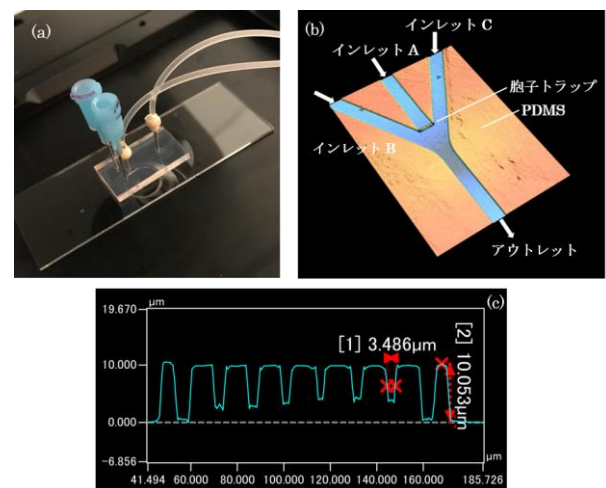 (a)
(b)
インレット C
インレット A
胞子トラップ
PDMS
インレット B
アウトレット
(c)
μm
19.670
[1] 3.486μm
[2] 10.053μm
10.000
0.000
-6.856
μm
41.494 60.000 80.000 100.000 120.000 140.000 160.000 185.726